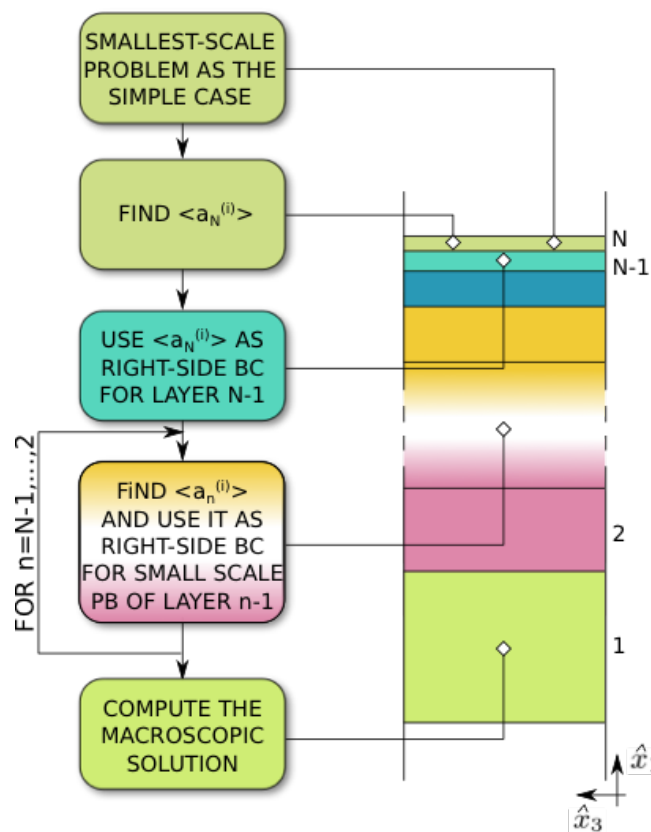 SMALLEST-SCALE
PROBLEM AS THE
SIMPLE CASE
FIND <a_N^(i)>
USE <a_N^(i)> AS
RIGHT-SIDE BC
FOR LAYER N-1
FOR n=N-1,...,2
FiND <a_n^(i)>
AND USE IT AS
RIGHT-SIDE BC
FOR SMALL SCALE
PB OF LAYER n-1
COMPUTE THE
MACROSCOPIC
SOLUTION
N
N-1
2
1
x̂
x̂₃